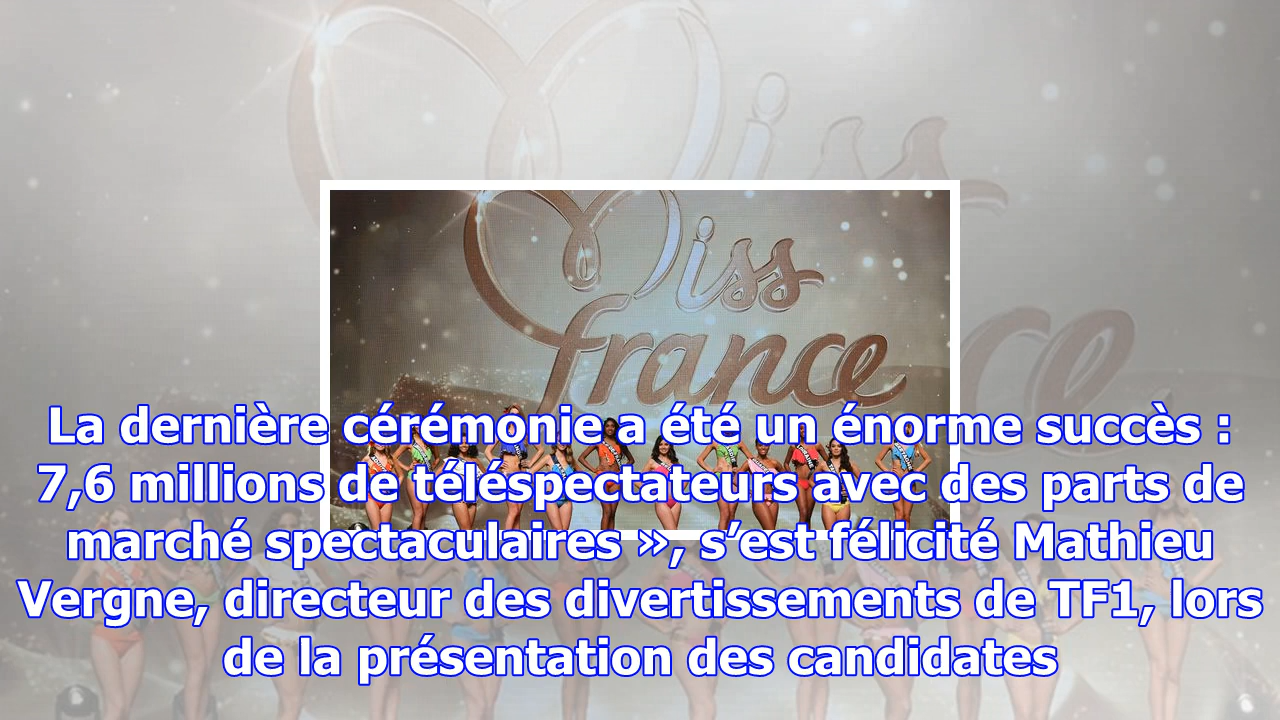 Miss
france
La dernière cérémonie a été un énorme succès :
7,6 millions de téléspectateurs avec des parts de
marché spectaculaires », s’est félicité Mathieu
Vergne, directeur des divertissements de TF1, lors
de la présentation des candidates